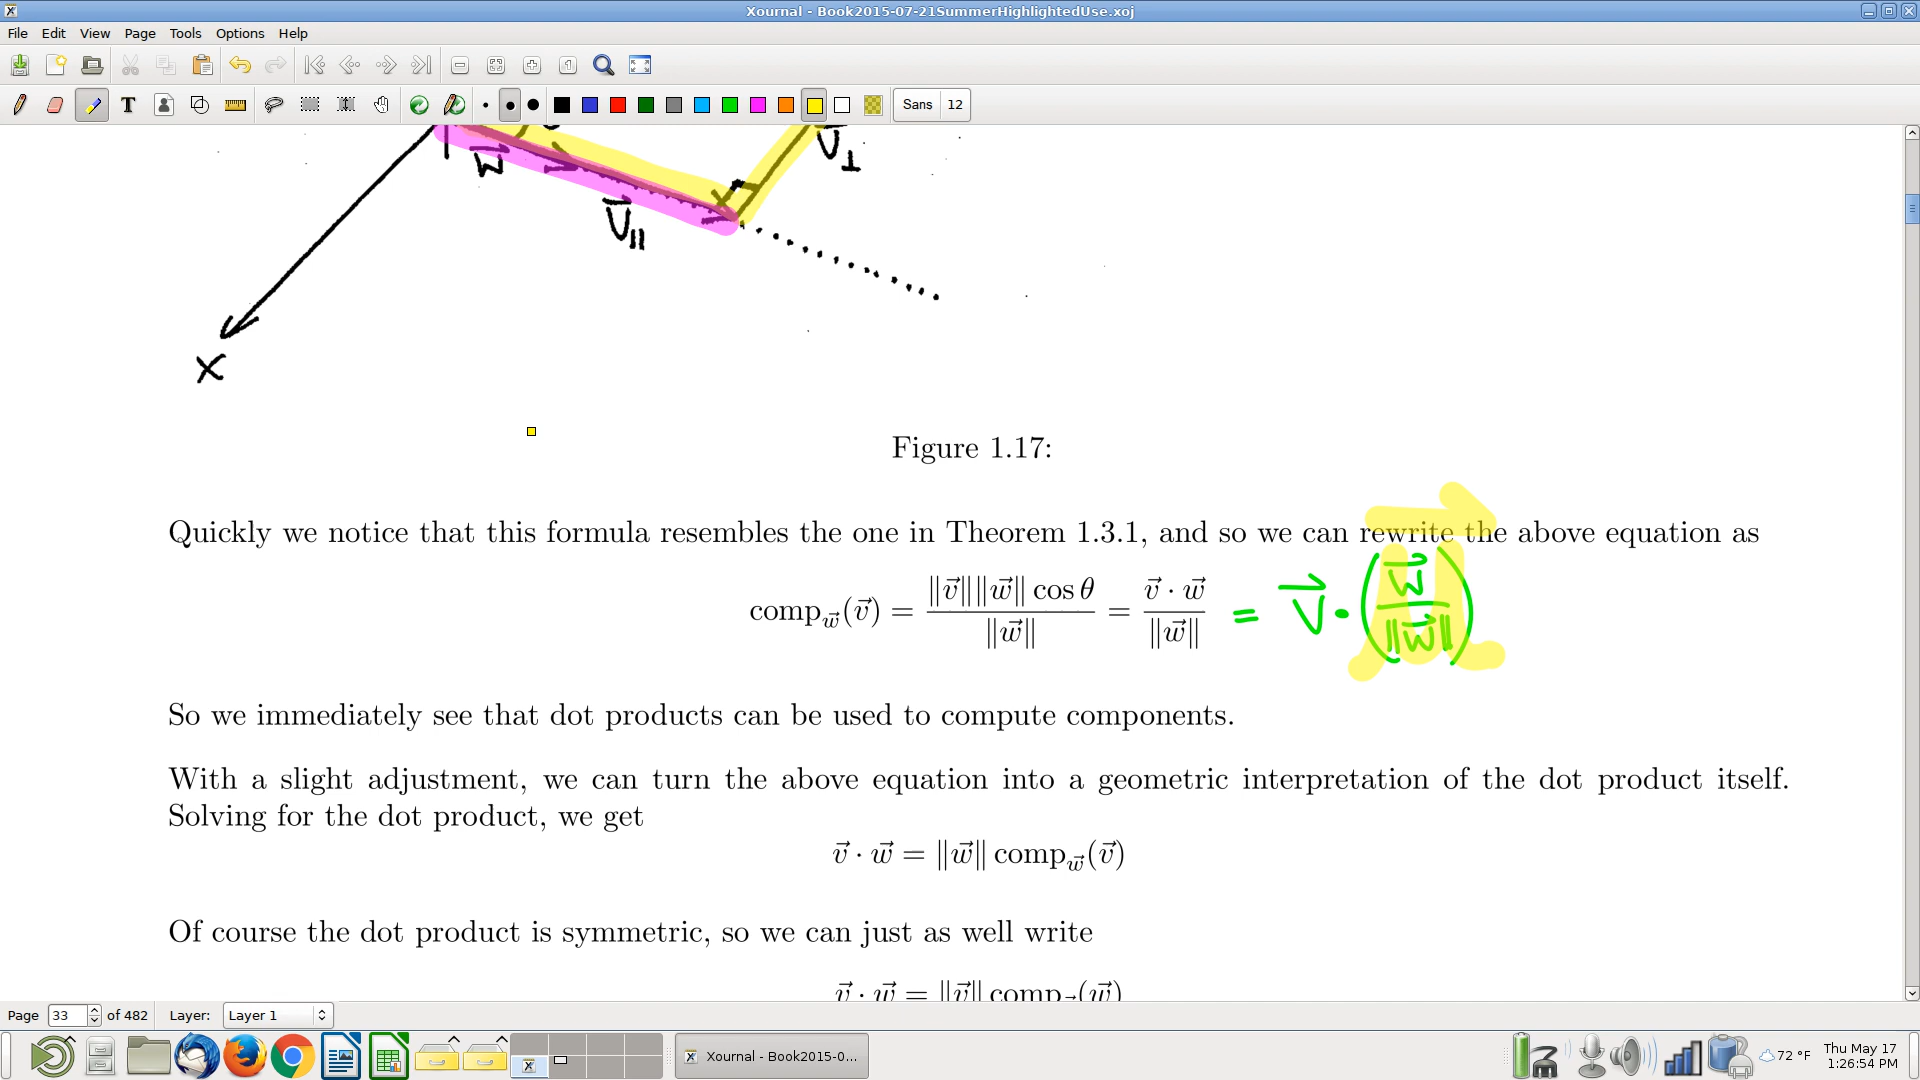 Xournal - Book2015-07-21SummerHighlightedUse.xoj
File Edit View Page Tools Options Help
Sans 12
w⃗
v⃗⊥
v⃗||
x
Figure 1.17:
Quickly we notice that this formula resembles the one in Theorem 1.3.1, and so we can rewrite the above equation as
comp_w⃗(v⃗) = ‖v⃗‖‖w⃗‖ cos θ / ‖w⃗‖ = v⃗ · w⃗ / ‖w⃗‖ = v⃗ · (w⃗ / ‖w⃗‖)
So we immediately see that dot products can be used to compute components.
With a slight adjustment, we can turn the above equation into a geometric interpretation of the dot product itself.
Solving for the dot product, we get
v⃗ · w⃗ = ‖w⃗‖ comp_w⃗(v⃗)
Of course the dot product is symmetric, so we can just as well write
v⃗ · w⃗ = ‖v⃗‖ comp_v⃗(w⃗)
Page 33 of 482 Layer: Layer 1
Xournal - Book2015-0...
72 °F
Thu May 17
1:26:54 PM